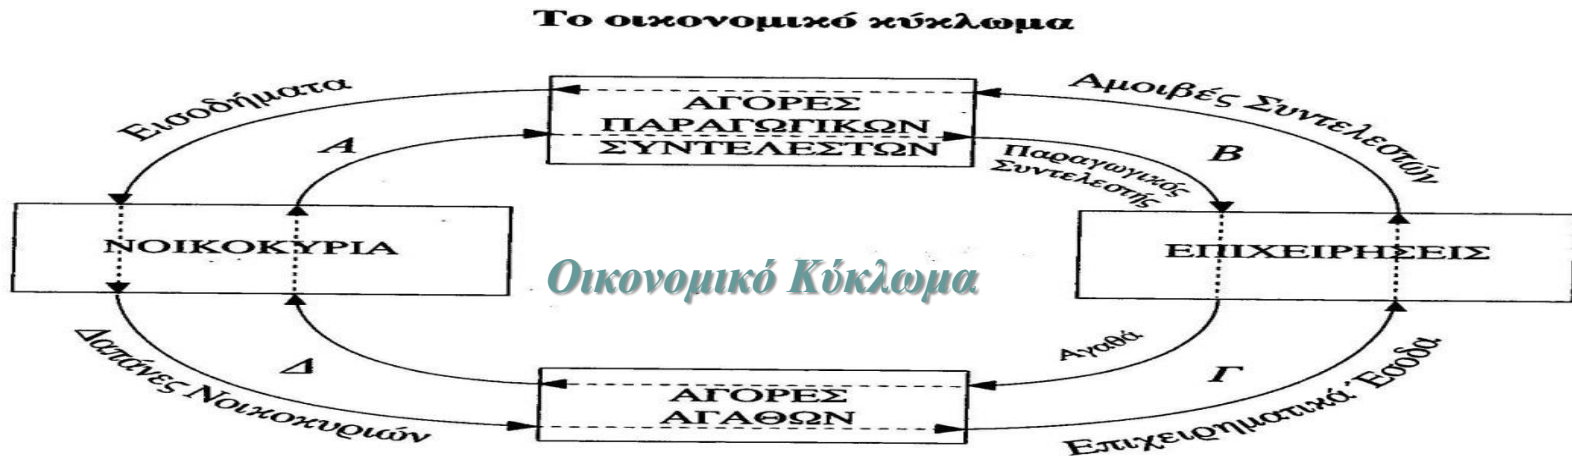 Το οικονομικό κύκλωμα
Εισοδήματα
ΑΓΟΡΕΣ
ΠΑΡΑΓΩΓΙΚΩΝ
ΣΥΝΤΕΛΕΣΤΩΝ
Αμοιβές Συντελεστών
Α
Παραγωγικός
Συντελεστής
Β
ΝΟΙΚΟΚΥΡΙΑ
ΕΠΙΧΕΙΡΗΣΕΙΣ
Οικονομικό Κύκλωμα
Δαπάνες Νοικοκυριών
Δ
ΑΓΟΡΕΣ
ΑΓΑΘΩΝ
Αγαθά
Γ
Επιχειρηματικά Έσοδα